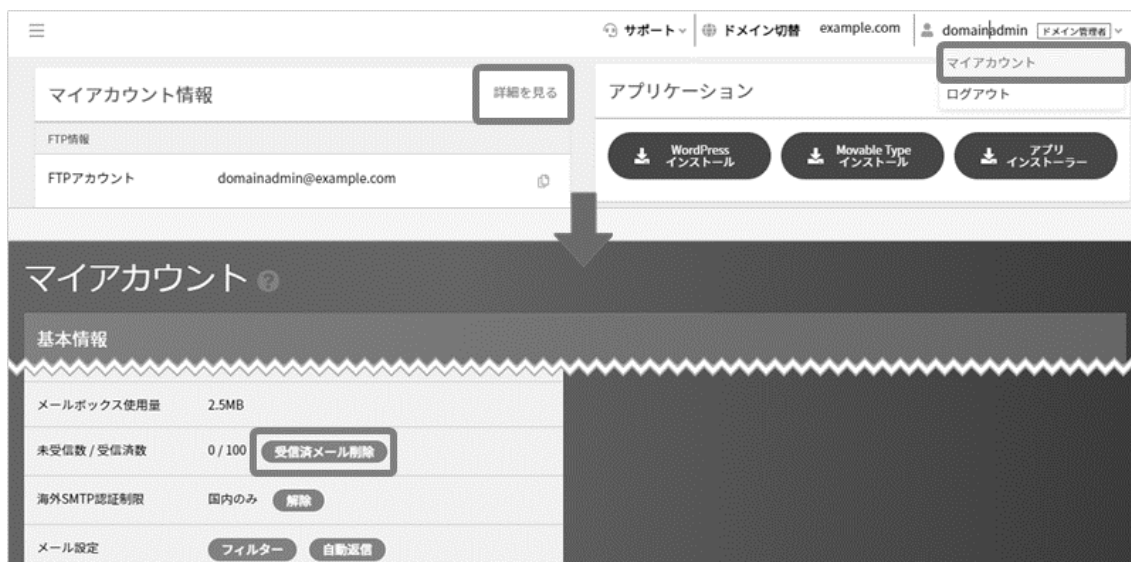 サポート ドメイン切替 example.com domainadmin ドメイン管理者
マイアカウント
ログアウト
マイアカウント情報 詳細を見る
アプリケーション
FTP情報
WordPress
インストール
Movable Type
インストール
アプリ
インストーラー
FTPアカウント domainadmin@example.com
マイアカウント ?
基本情報
メールボックス使用量 2.5MB
未受信数 / 受信済数 0 / 100 受信済メール削除
海外SMTP認証制限 国内のみ 解除
メール設定 フィルター 自動返信